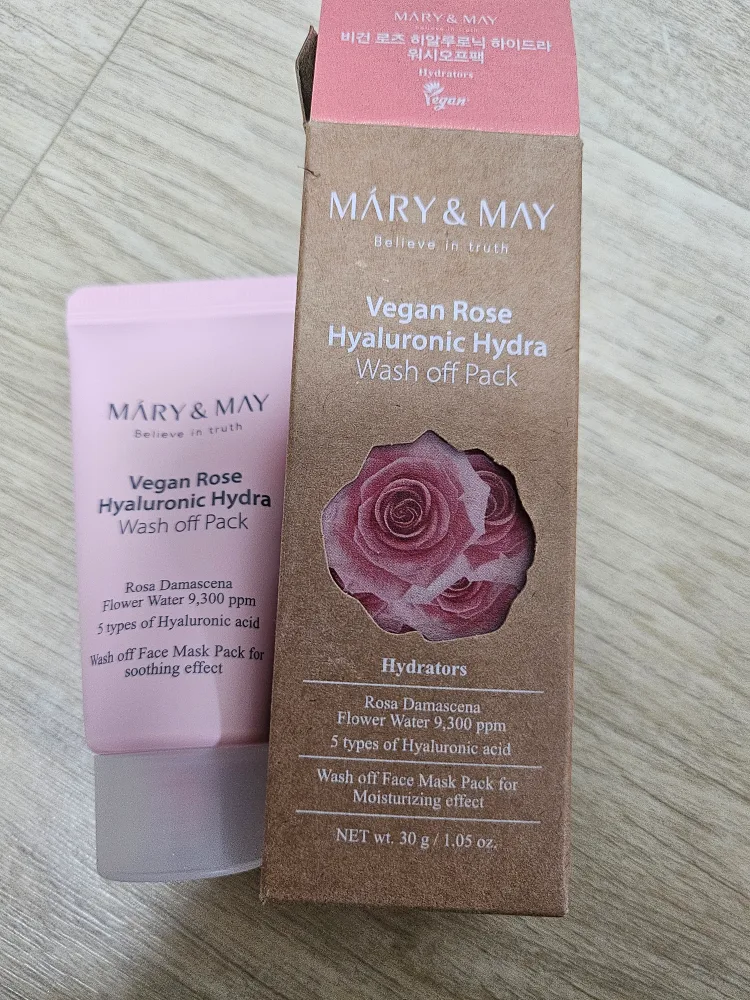 MÁRY & MAY
비건 로즈 히알루로닉 하이드라
워시오프팩
Hydrators
Vegan
MÁRY & MAY
Believe in truth
Vegan Rose
Hyaluronic Hydra
Wash off Pack
Hydrators
Rosa Damascena
Flower Water 9,300 ppm
5 types of Hyaluronic acid
Wash off Face Mask Pack for
Moisturizing effect
NET wt. 30 g / 1.05 oz.
MÁRY & MAY
Believe in truth
Vegan Rose
Hyaluronic Hydra
Wash off Pack
Rosa Damascena
Flower Water 9,300 ppm
5 types of Hyaluronic acid
Wash off Face Mask Pack for
soothing effect